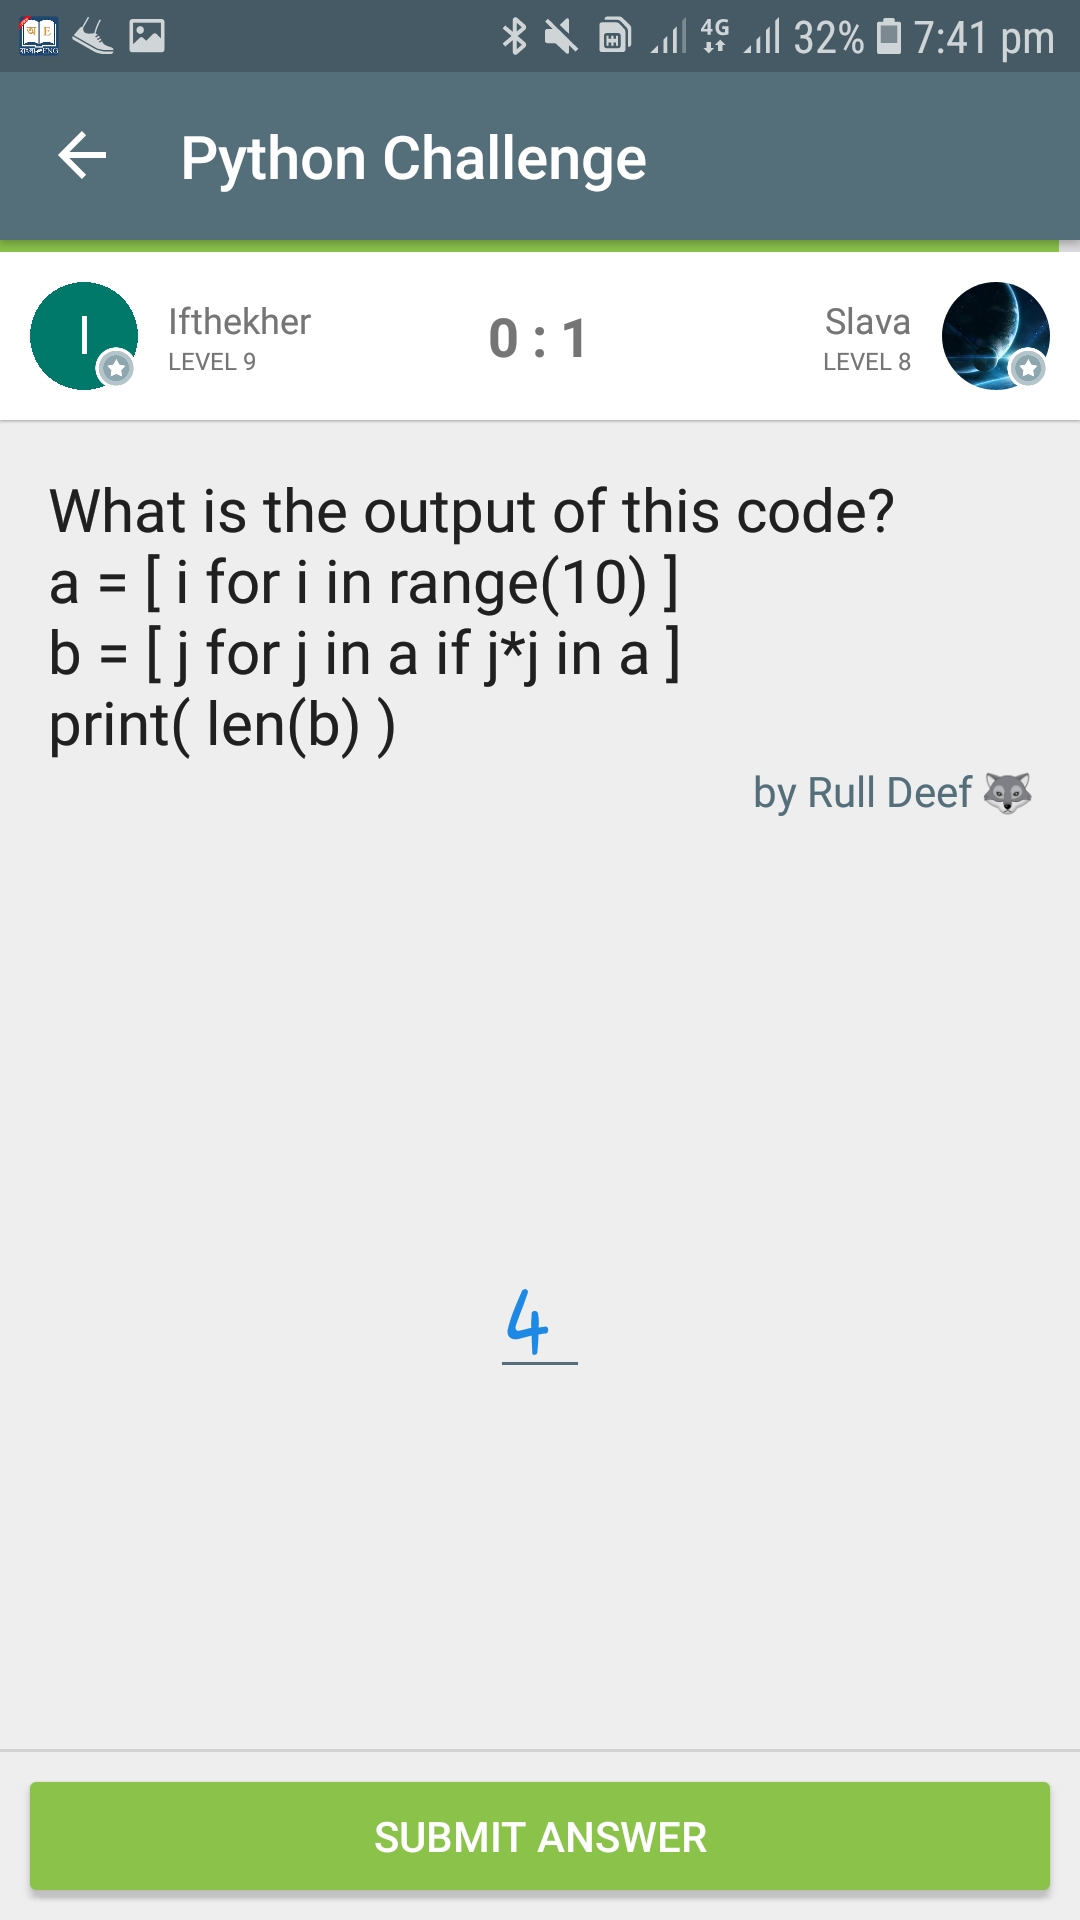 4G 32% 7:41 pm
Python Challenge
I Ifthekher 0 : 1 Slava
LEVEL 9 LEVEL 8
What is the output of this code?
a = [ i for i in range(10) ]
b = [ j for j in a if j*j in a ]
print( len(b) )
by Rull Deef
4
SUBMIT ANSWER